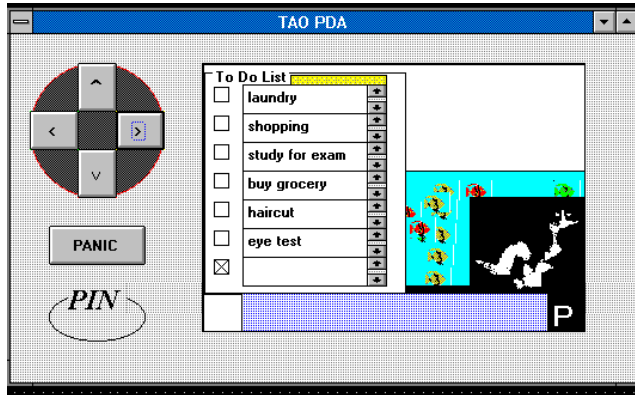 TAO PDA
To Do List
laundry
shopping
study for exam
buy grocery
haircut
eye test
PANIC
PIN
P